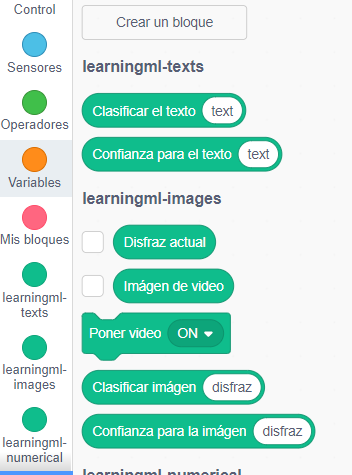 Control
Sensores
Operadores
Variables
Mis bloques
learningml-
texts
learningml-
images
learningml-
numerical
Crear un bloque
learningml-texts
Clasificar el texto text
Confianza para el texto text
learningml-images
Disfraz actual
Imágen de video
Poner video ON
Clasificar imágen disfraz
Confianza para la imágen disfraz
learningml-numerical